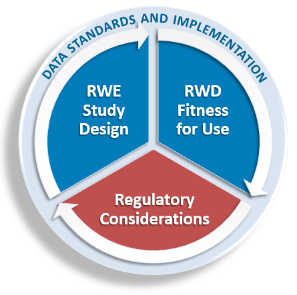 DATA STANDARDS AND IMPLEMENTATION
RWE
Study
Design
RWD
Fitness
for Use
Regulatory
Considerations